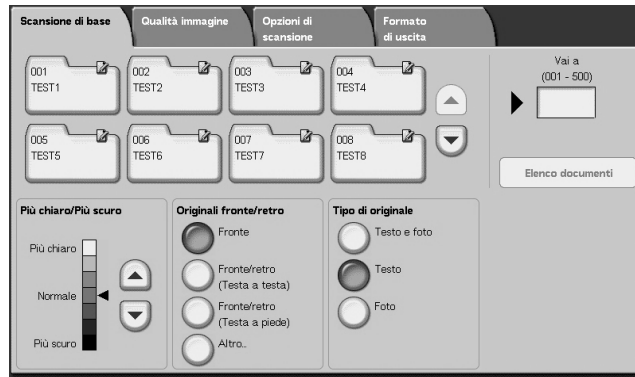 Scansione di base
Qualità immagine
Opzioni di
scansione
Formato
di uscita
001
TEST1
002
TEST2
003
TEST3
004
TEST4
005
TEST5
006
TEST6
007
TEST7
008
TEST8
Vai a
(001 - 500)
Elenco documenti
Più chiaro/Più scuro
Più chiaro
Normale
Più scuro
Originali fronte/retro
Fronte
Fronte/retro
(Testa a testa)
Fronte/retro
(Testa a piede)
Altro..
Tipo di originale
Testo e foto
Testo
Foto